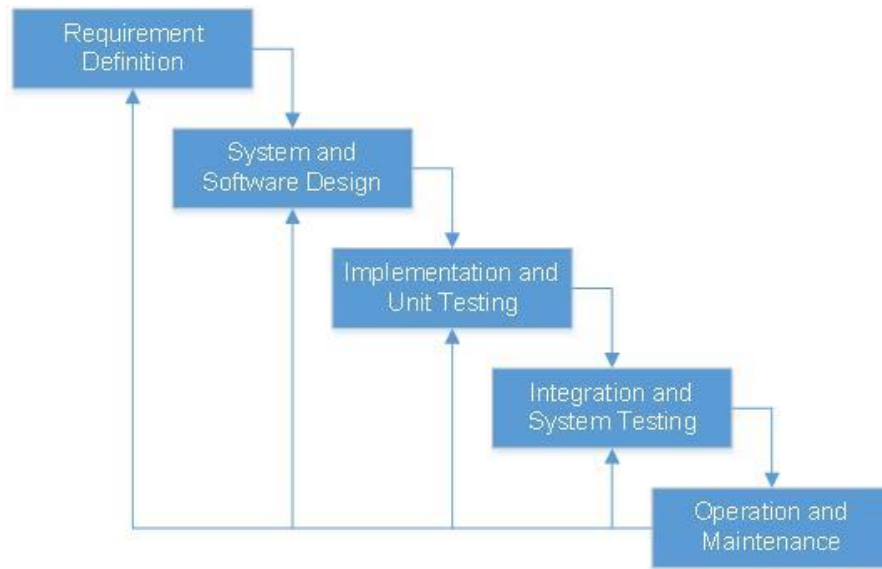 Requirement
Definition
System and
Software Design
Implementation and
Unit Testing
Integration and
System Testing
Operation and
Maintenance